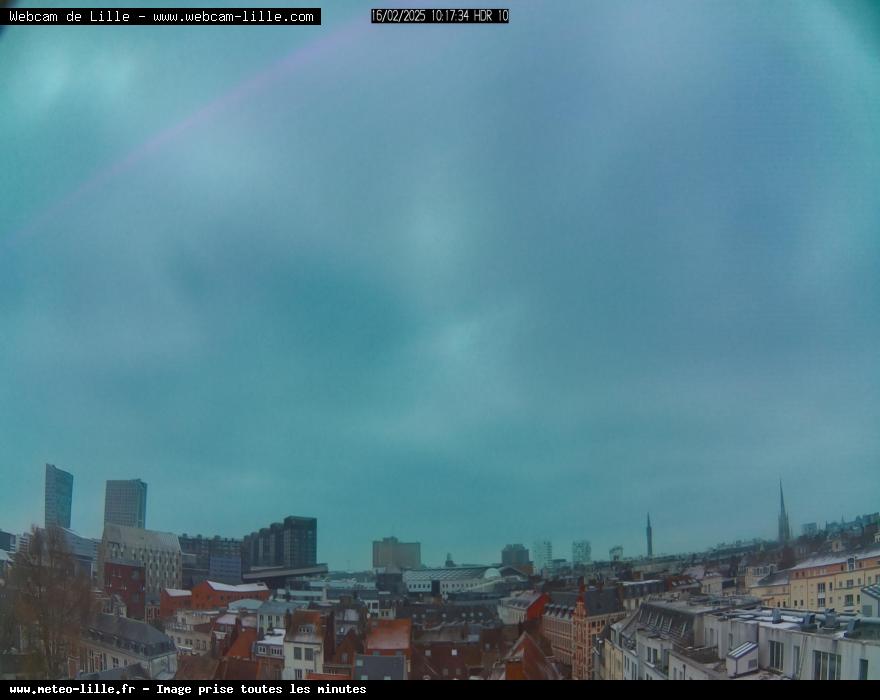 Webcam de Lille - www.webcam-lille.com
16/02/2025 10:17:34 HDR 10
www.meteo-lille.fr - Image prise toutes les minutes